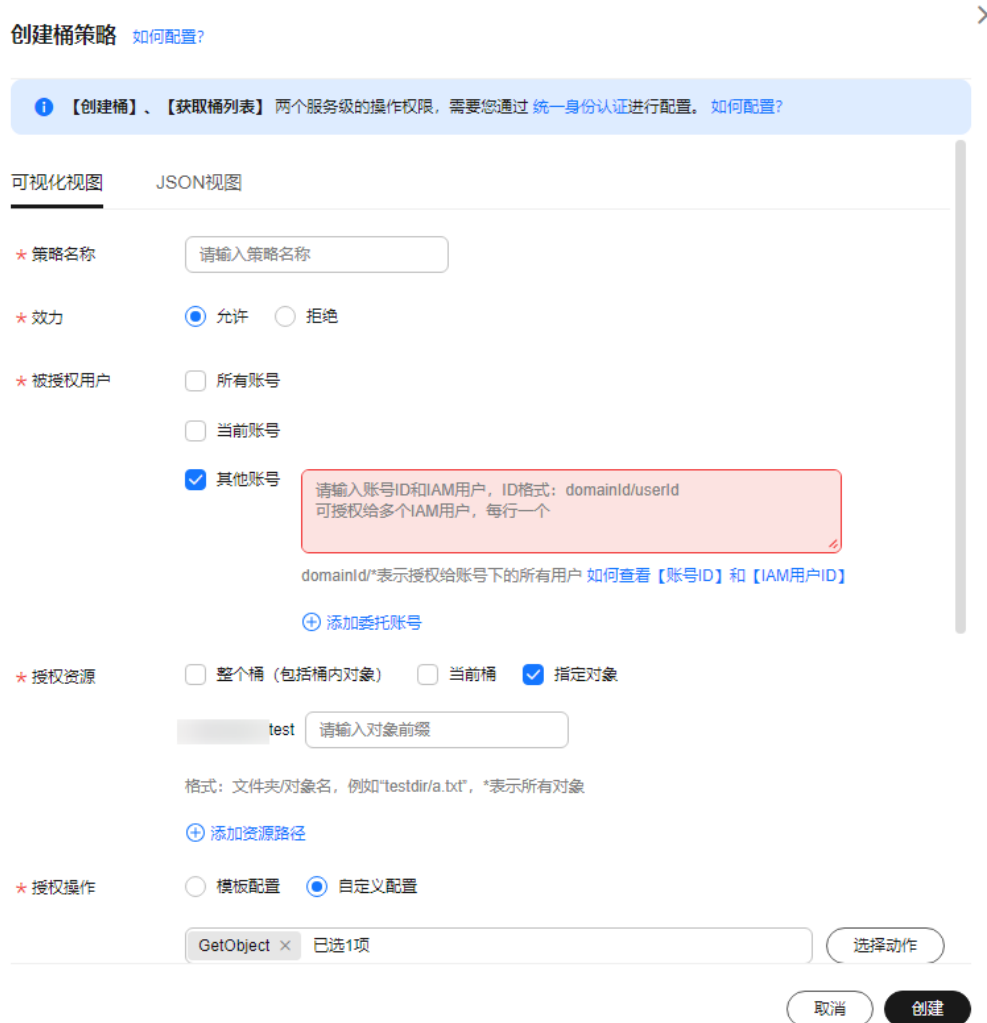 创建桶策略 如何配置?
【创建桶】、【获取桶列表】两个服务级的操作权限，需要您通过 统一身份认证进行配置。 如何配置?
可视化视图 JSON视图
* 策略名称 请输入策略名称
* 效力 允许 拒绝
* 被授权用户 所有账号
当前账号
其他账号 请输入账号ID和IAM用户，ID格式：domainId/userId
可授权给多个IAM用户，每行一个
domainId/*表示授权给账号下的所有用户 如何查看【账号ID】和【IAM用户ID】
添加委托账号
* 授权资源 整个桶（包括桶内对象） 当前桶 指定对象
test 请输入对象前缀
格式：文件夹/对象名，例如“testdir/a.txt”，*表示所有对象
添加资源路径
* 授权操作 模板配置 自定义配置
GetObject × 已选1项 选择动作
取消 创建